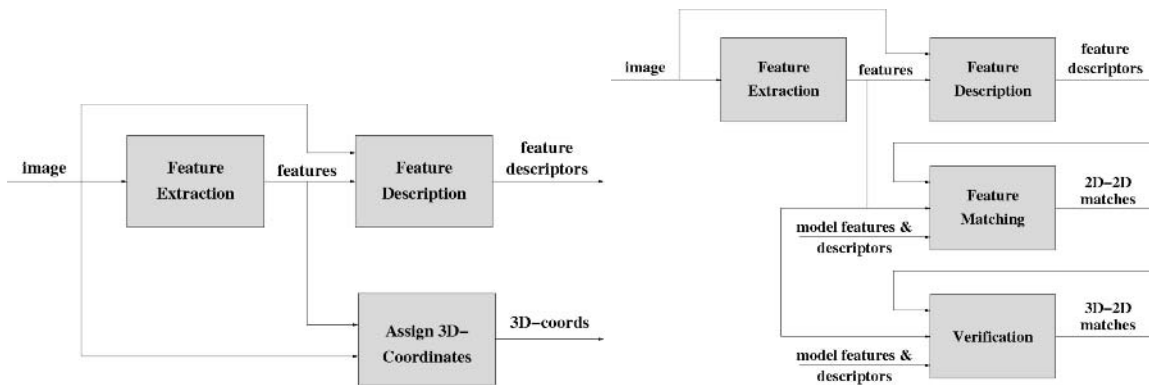 image
Feature
Extraction
features
Feature
Description
feature
descriptors
Assign 3D-
Coordinates
3D-coords
image
Feature
Extraction
features
Feature
Description
feature
descriptors
model features &
descriptors
Feature
Matching
2D-2D
matches
model features &
descriptors
Verification
3D-2D
matches